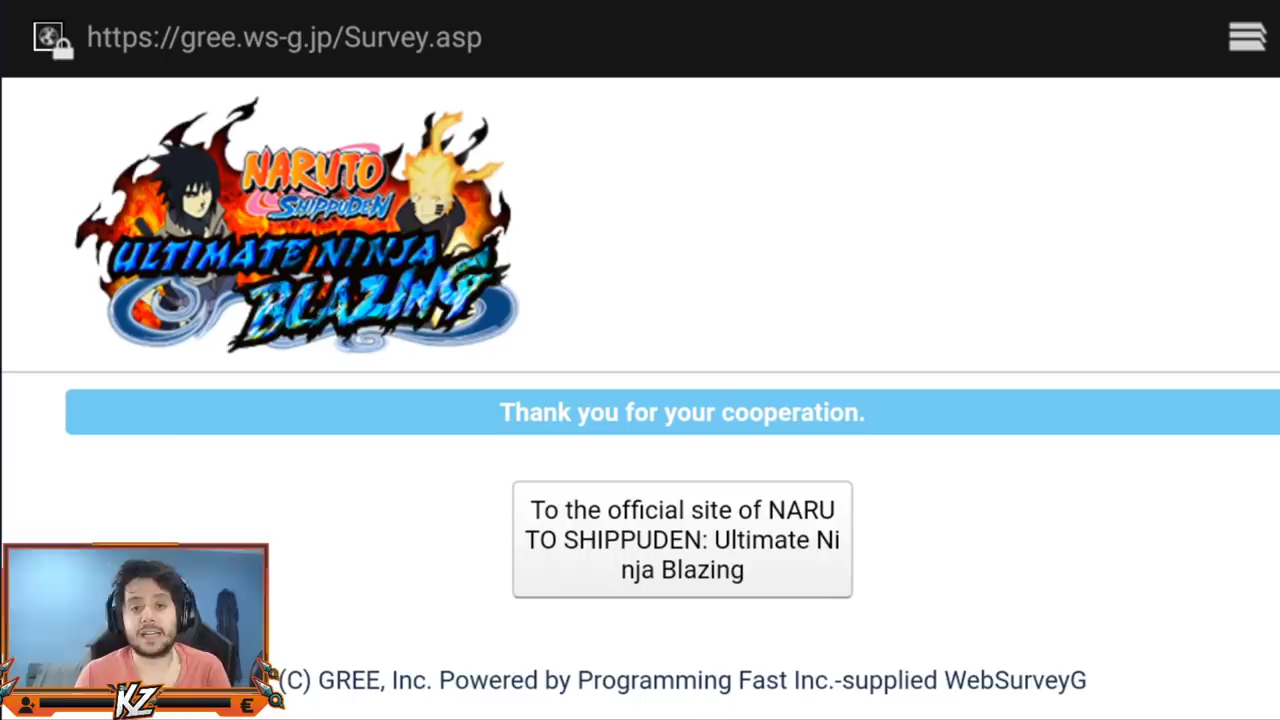 https://gree.ws-g.jp/Survey.asp
NARUTO
SHIPPUDEN
ULTIMATE NINJA
BLAZING
Thank you for your cooperation.
To the official site of NARU
TO SHIPPUDEN: Ultimate Ni
nja Blazing
(C) GREE, Inc. Powered by Programming Fast Inc.-supplied WebSurveyG
KZ
€